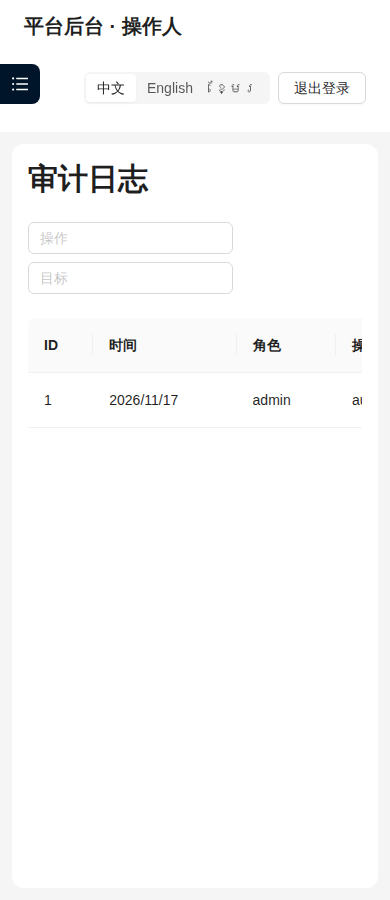 平台后台 · 操作人
中文 English ខ្មែរ 退出登录
审计日志
操作
目标
ID 时间 角色
1 2026/11/17 admin